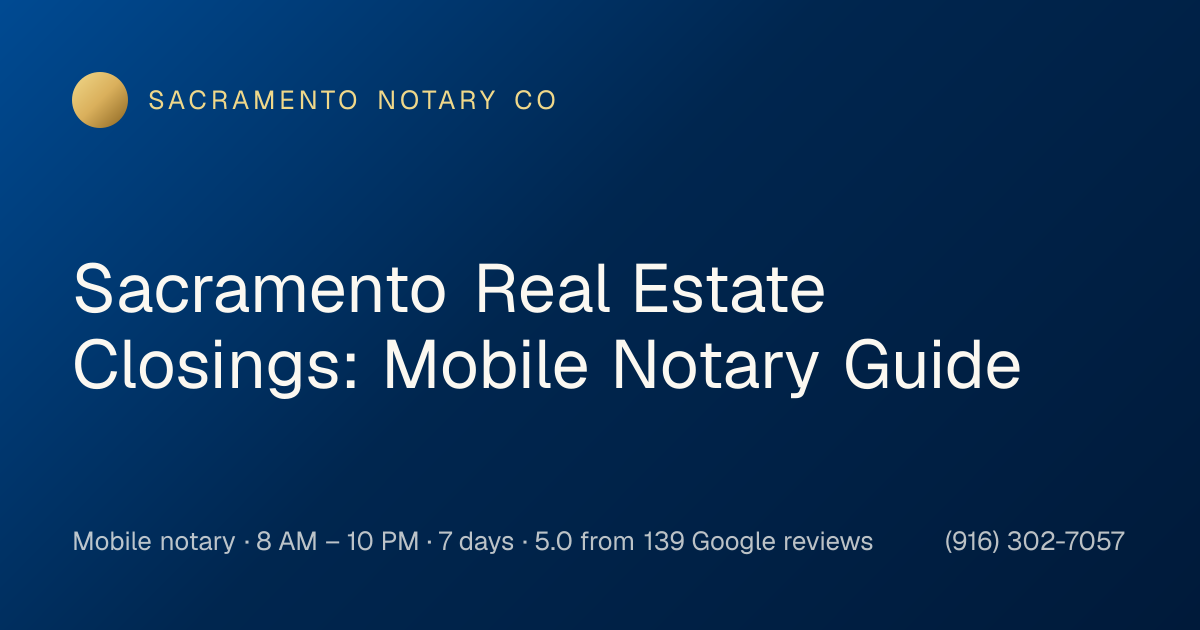 SACRAMENTO NOTARY CO
Sacramento Real Estate
Closings: Mobile Notary Guide
Mobile notary · 8 AM – 10 PM · 7 days · 5.0 from 139 Google reviews
(916) 302-7057